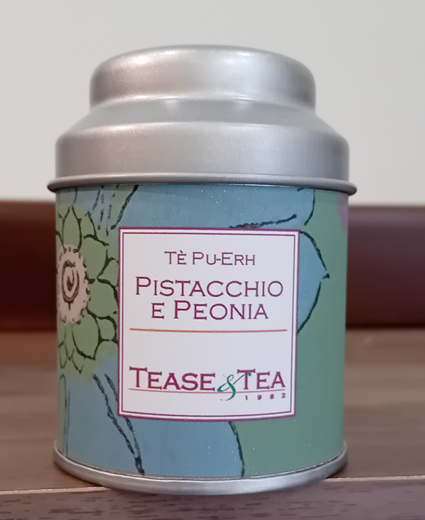 Tè Pu-Erh
Pistacchio
e Peonia
Tease & Tea
1982